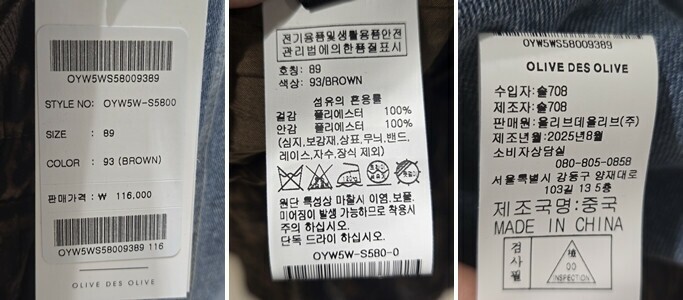 OYW5WS58009389
STYLE NO: OYW5W-S5800
SIZE : 89
COLOR : 93 (BROWN)
판매가격 : ₩ 116,000
OYW5WS58009389 116
OLIVE DES OLIVE
전기용품및생활용품안전
관리법에의한품질표시
호칭: 89
색상: 93/BROWN
섬유의 혼용률
겉감 폴리에스터 100%
안감 폴리에스터 100%
(심지,보강재,상표,무늬,밴드,
레이스,자수,장식 제외)
원단 특성상 마찰시 이염.보풀.
미어짐이 발생 가능하므로 착용시
주의 하십시오.
단독 드라이 하십시오.
OYW5W-S580-0
OYW5WS58009389
OLIVE DES OLIVE
수입자:슬708
제조자:슬708
판매원:올리브데올리브(주)
제조년월:2025년8월
소비자상담실
080-805-0858
서울특별시 강동구 양재대로
103길 13 5층
제조국명:중국
MADE IN CHINA
검사필
INSPECTION